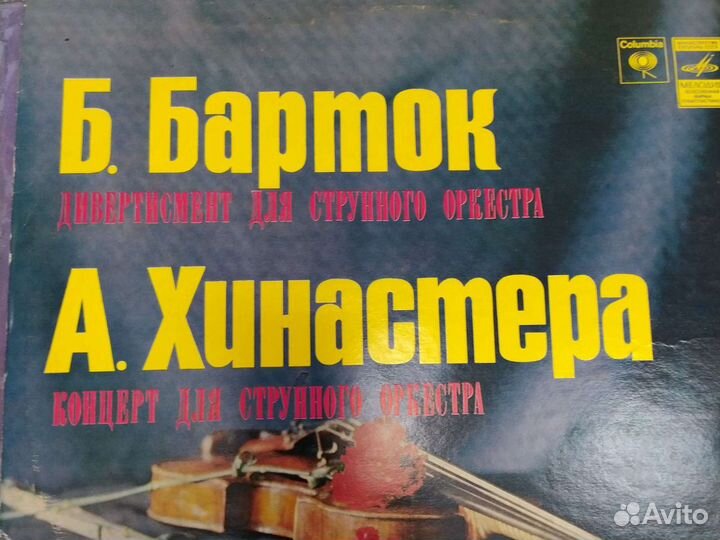 Columbia
МЕЛОДИЯ
Б. Барток
ДИВЕРТИСМЕНТ ДЛЯ СТРУННОГО ОРКЕСТРА
А. Хинастера
КОНЦЕРТ ДЛЯ СТРУННОГО ОРКЕСТРА
Avito